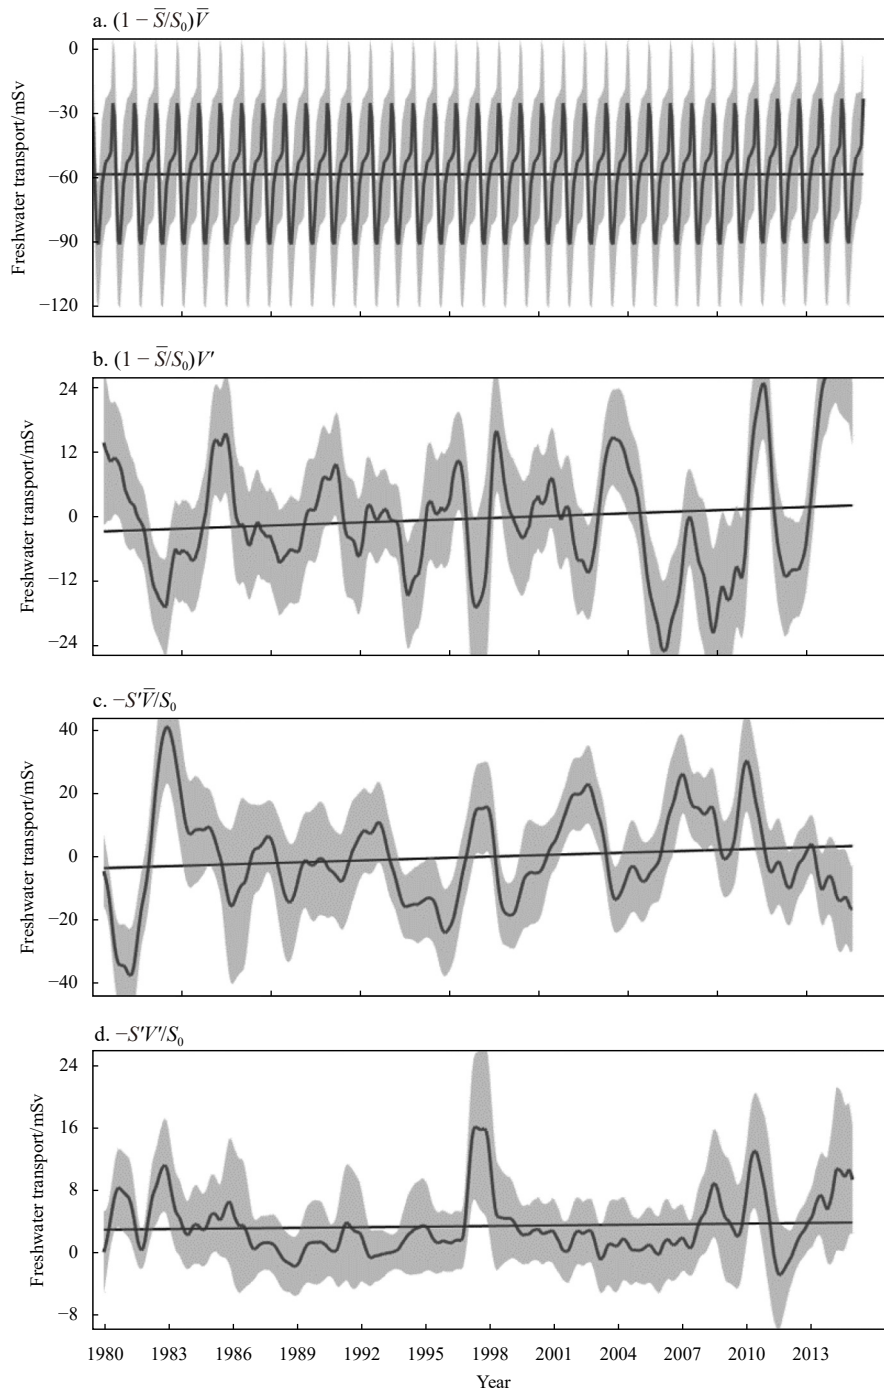 a. (1 − S̅/S₀)V̅
0
−30
−60
−90
−120
Freshwater transport/mSv
b. (1 − S̅/S₀)V′
24
12
0
−12
−24
Freshwater transport/mSv
c. −S′V̅/S₀
40
20
0
−20
−40
Freshwater transport/mSv
d. −S′V′/S₀
24
16
8
0
−8
Freshwater transport/mSv
1980 1983 1986 1989 1992 1995 1998 2001 2004 2007 2010 2013
Year